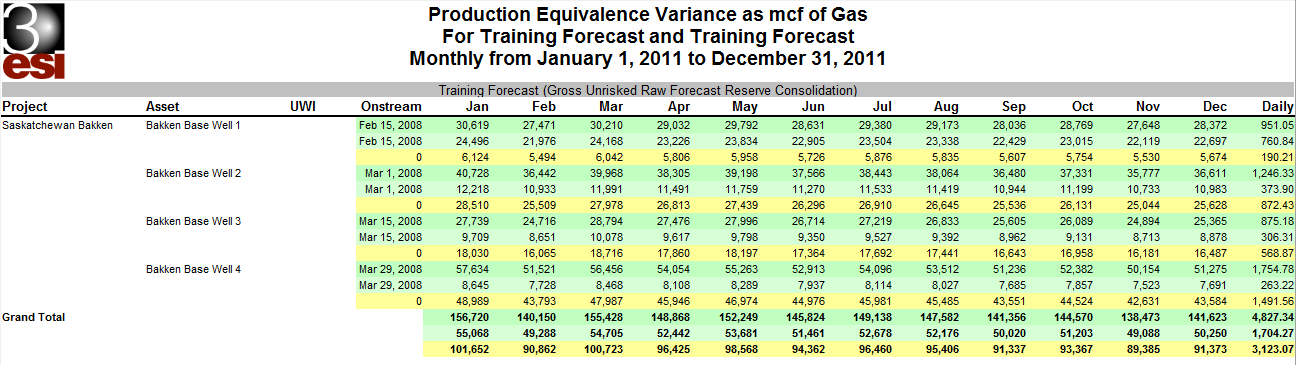 3
esi
Production Equivalence Variance as mcf of Gas
For Training Forecast and Training Forecast
Monthly from January 1, 2011 to December 31, 2011
Training Forecast (Gross Unrisked Raw Forecast Reserve Consolidation)
Project Asset UWI Onstream Jan Feb Mar Apr May Jun Jul Aug Sep Oct Nov Dec Daily
Saskatchewan Bakken Bakken Base Well 1 Feb 15, 2008 30,619 27,471 30,210 29,032 29,792 28,631 29,380 29,173 28,036 28,769 27,648 28,372 951.05
Feb 15, 2008 24,496 21,976 24,168 23,226 23,834 22,905 23,504 23,338 22,429 23,015 22,119 22,697 760.84
0 6,124 5,494 6,042 5,806 5,958 5,726 5,876 5,835 5,607 5,754 5,530 5,674 190.21
Bakken Base Well 2 Mar 1, 2008 40,728 36,442 39,968 38,305 39,198 37,566 38,443 38,064 36,480 37,331 35,777 36,611 1,246.33
Mar 1, 2008 12,218 10,933 11,991 11,491 11,759 11,270 11,533 11,419 10,944 11,199 10,733 10,983 373.90
0 28,510 25,509 27,978 26,813 27,439 26,296 26,910 26,645 25,536 26,131 25,044 25,628 872.43
Bakken Base Well 3 Mar 15, 2008 27,739 24,716 28,794 27,476 27,996 26,714 27,219 26,833 25,605 26,089 24,894 25,365 875.18
Mar 15, 2008 9,709 8,651 10,078 9,617 9,798 9,350 9,527 9,392 8,962 9,131 8,713 8,878 306.31
0 18,030 16,065 18,716 17,860 18,197 17,364 17,692 17,441 16,643 16,958 16,181 16,487 568.87
Bakken Base Well 4 Mar 29, 2008 57,634 51,521 56,456 54,054 55,263 52,913 54,096 53,512 51,236 52,382 50,154 51,275 1,754.78
Mar 29, 2008 8,645 7,728 8,468 8,108 8,289 7,937 8,114 8,027 7,685 7,857 7,523 7,691 263.22
0 48,989 43,793 47,987 45,946 46,974 44,976 45,981 45,485 43,551 44,524 42,631 43,584 1,491.56
Grand Total 156,720 140,150 155,428 148,868 152,249 145,824 149,138 147,582 141,356 144,570 138,473 141,623 4,827.34
55,068 49,288 54,705 52,442 53,681 51,461 52,678 52,176 50,020 51,203 49,088 50,250 1,704.27
101,652 90,862 100,723 96,425 98,568 94,362 96,460 95,406 91,337 93,367 89,385 91,373 3,123.07